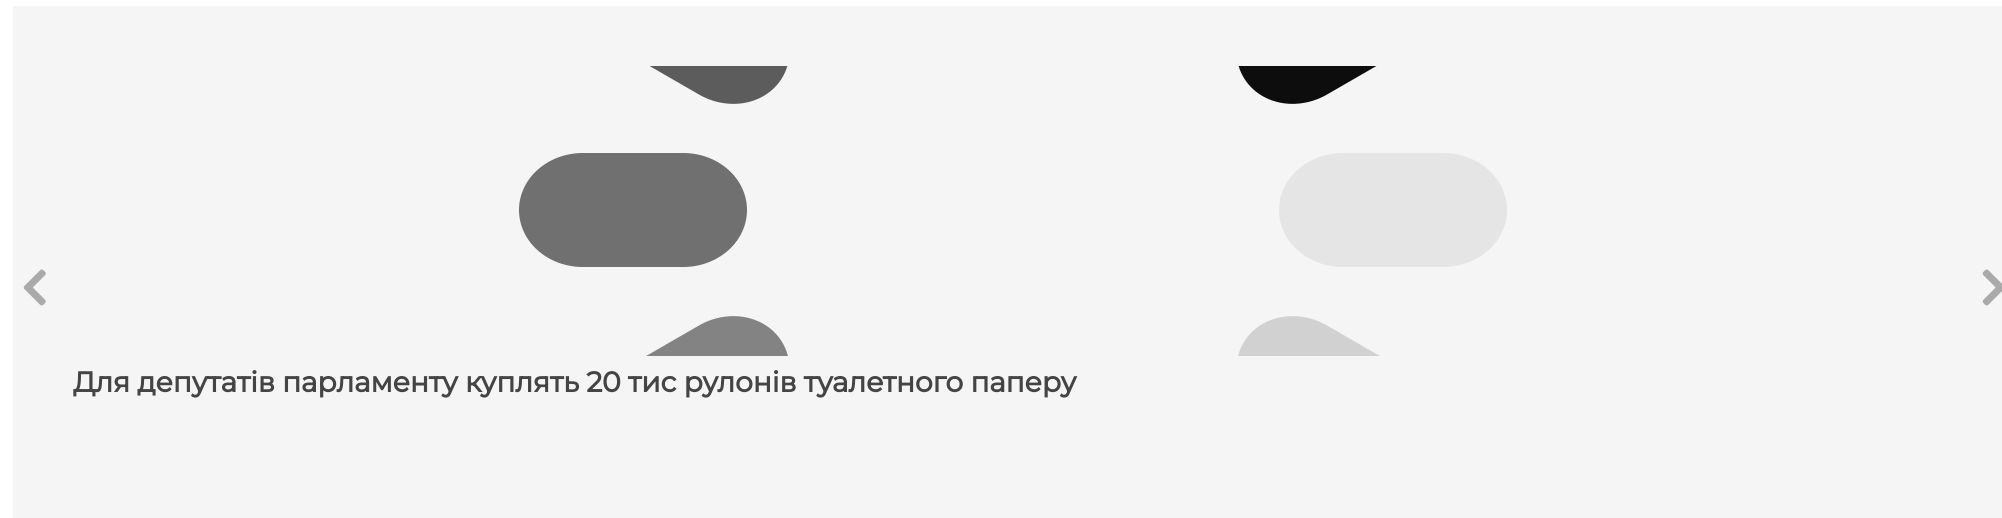 Для депутатів парламенту куплять 20 тис рулонів туалетного паперу